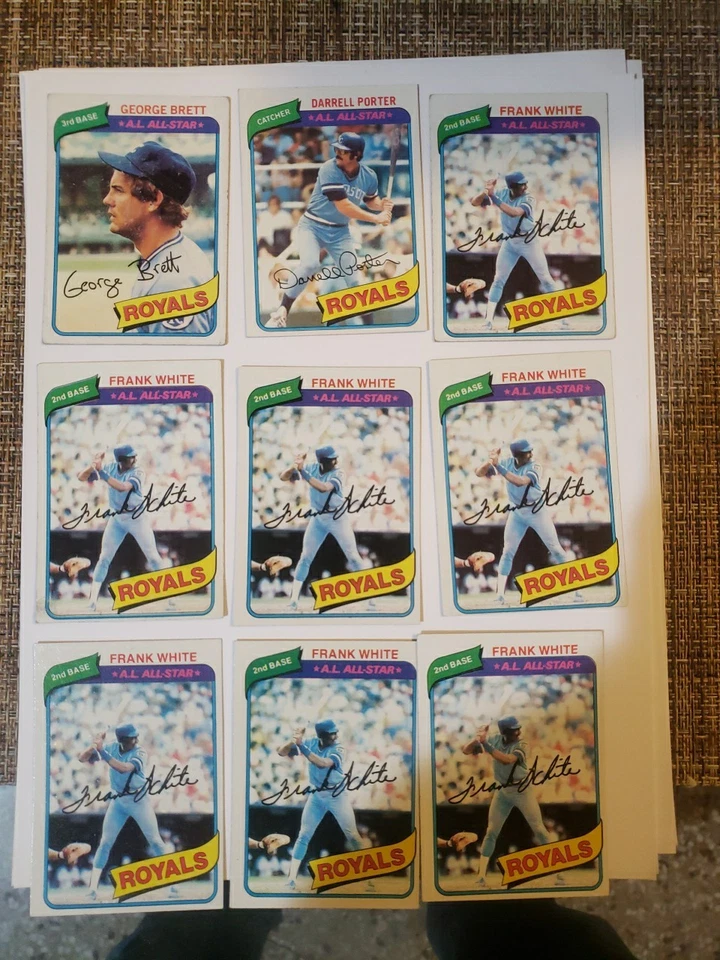 GEORGE BRETT
3rd BASE
★A.L. ALL-STAR★
George Brett
ROYALS
DARRELL PORTER
CATCHER
★A.L. ALL-STAR★
Darrell Porter
ROYALS
FRANK WHITE
2nd BASE
★A.L. ALL-STAR★
Frank White
ROYALS
FRANK WHITE
2nd BASE
★A.L. ALL-STAR★
Frank White
ROYALS
FRANK WHITE
2nd BASE
★A.L. ALL-STAR★
Frank White
ROYALS
FRANK WHITE
2nd BASE
★A.L. ALL-STAR★
Frank White
ROYALS
FRANK WHITE
2nd BASE
★A.L. ALL-STAR★
Frank White
ROYALS
FRANK WHITE
2nd BASE
★A.L. ALL-STAR★
Frank White
ROYALS
FRANK WHITE
2nd BASE
★A.L. ALL-STAR★
Frank White
ROYALS